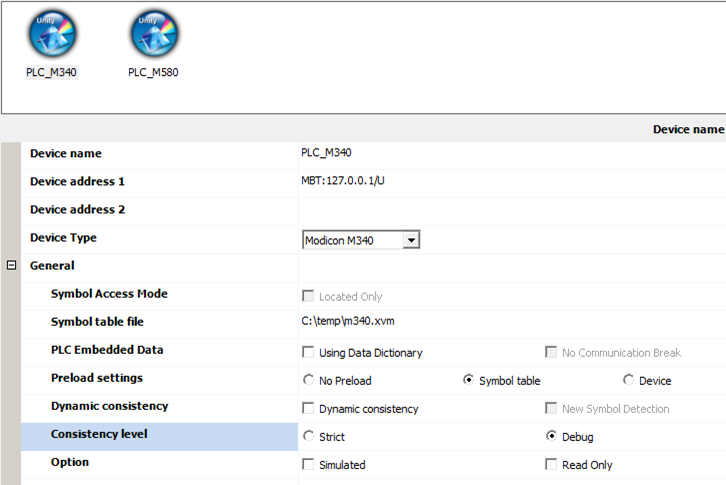 Unity Unity
PLC_M340 PLC_M580
Device name
Device name PLC_M340
Device address 1 MBT:127.0.0.1/U
Device address 2
Device Type Modicon M340
General
Symbol Access Mode Located Only
Symbol table file C:\temp\m340.xvm
PLC Embedded Data Using Data Dictionary No Communication Break
Preload settings No Preload Symbol table Device
Dynamic consistency Dynamic consistency New Symbol Detection
Consistency level Strict Debug
Option Simulated Read Only